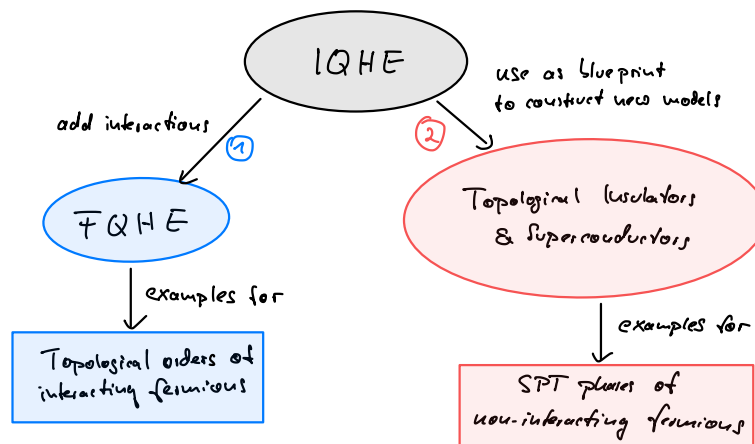 IQHE
use as blueprint
to construct new models
add interactions
1
2
FQHE
Topological Insulators
& Superconductors
examples for
examples for
Topological orders of
interacting fermions
SPT phases of
non-interacting fermions